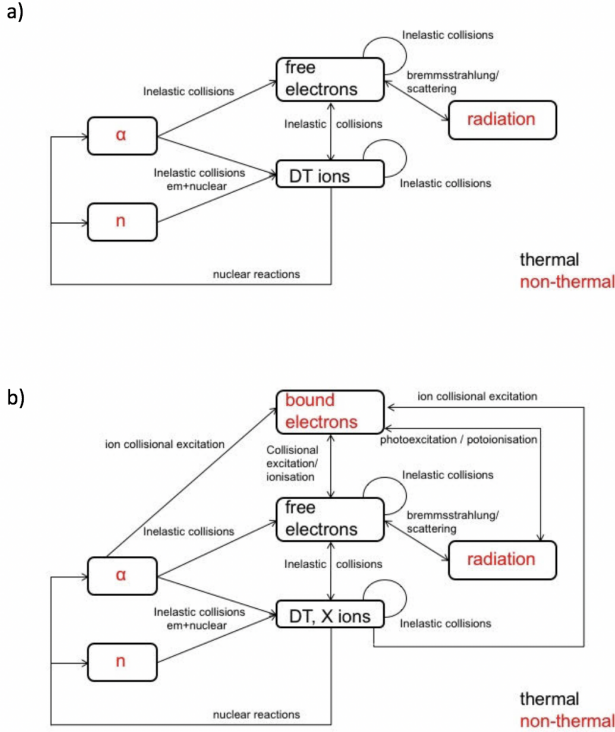 a)
Inelastic collisions
free
electrons
bremmsstrahlung/
scattering
Inelastic collisions
radiation
α
Inelastic collisions
Inelastic collisions
em+nuclear
DT ions
Inelastic collisions
n
thermal
nuclear reactions
non-thermal
b)
bound
electrons
ion collisional excitation
ion collisional excitation
photoexcitation / potoionisation
Collisional
excitation/
ionisation
Inelastic collisions
free
electrons
bremmsstrahlung/
scattering
Inelastic collisions
radiation
α
Inelastic collisions
Inelastic collisions
em+nuclear
DT, X ions
Inelastic collisions
n
thermal
nuclear reactions
non-thermal